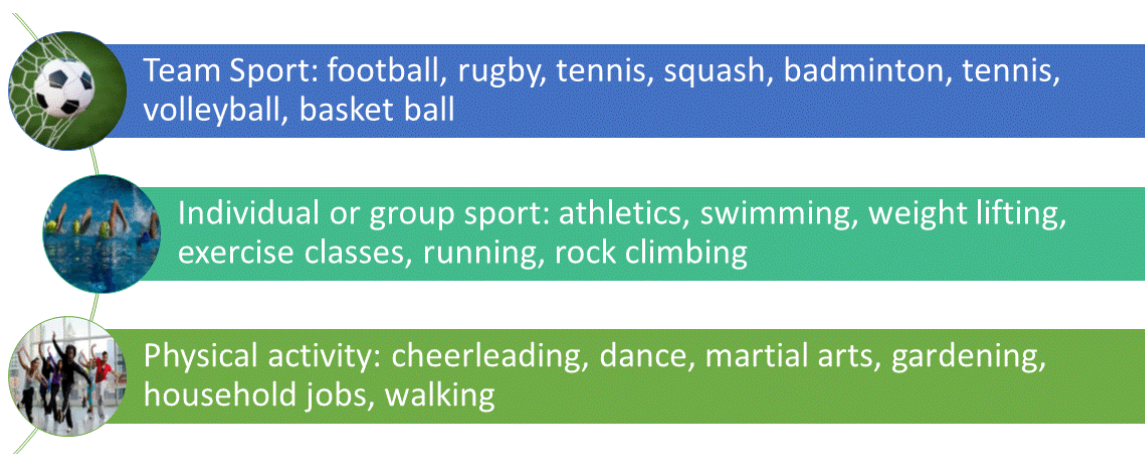 Team Sport: football, rugby, tennis, squash, badminton, tennis,
volleyball, basket ball
Individual or group sport: athletics, swimming, weight lifting,
exercise classes, running, rock climbing
Physical activity: cheerleading, dance, martial arts, gardening,
household jobs, walking